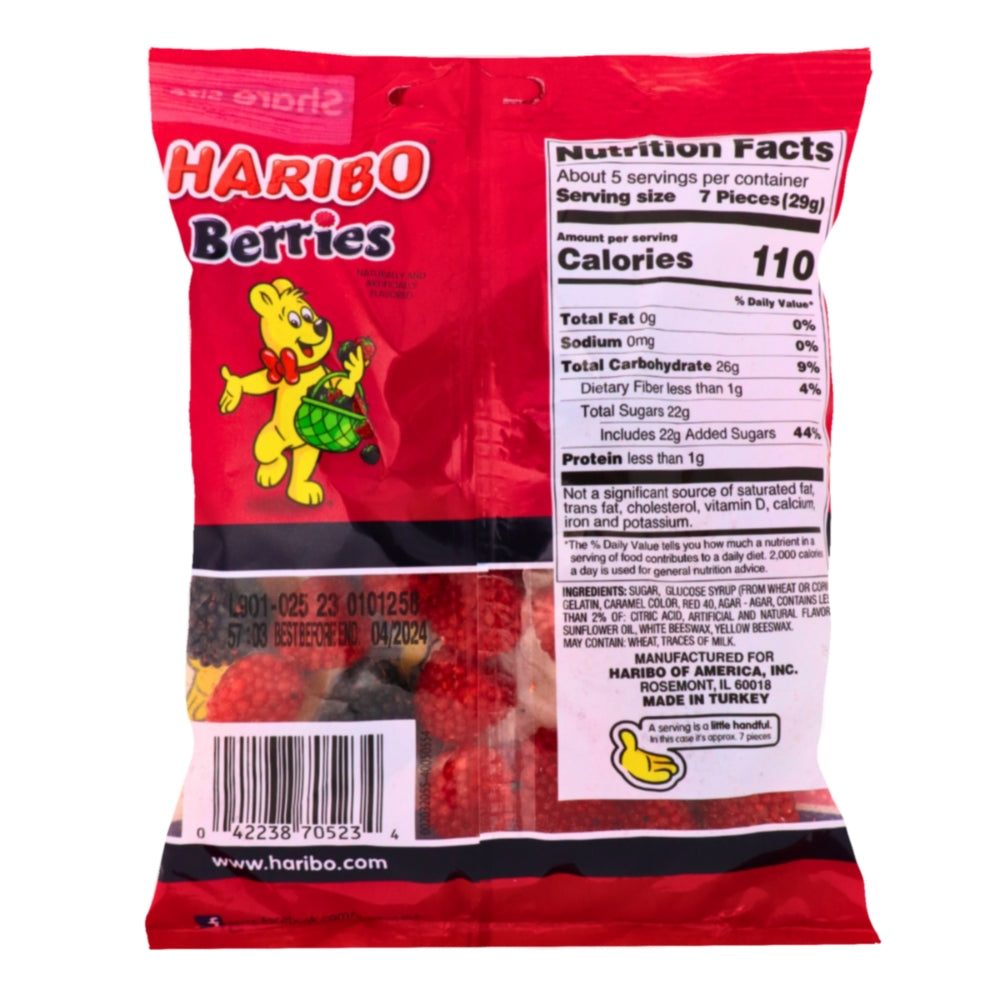 Share size
HARIBO
Berries
NATURALLY AND
ARTIFICIALLY
FLAVORED
Nutrition Facts
About 5 servings per container
Serving size 7 Pieces (29g)
Amount per serving
Calories 110
% Daily Value*
Total Fat 0g 0%
Sodium 0mg 0%
Total Carbohydrate 26g 9%
Dietary Fiber less than 1g 4%
Total Sugars 22g
Includes 22g Added Sugars 44%
Protein less than 1g
Not a significant source of saturated fat,
trans fat, cholesterol, vitamin D, calcium,
iron and potassium.
*The % Daily Value tells you how much a nutrient in a
serving of food contributes to a daily diet. 2,000 calories
a day is used for general nutrition advice.
INGREDIENTS: SUGAR, GLUCOSE SYRUP (FROM WHEAT OR CORN
GELATIN, CARAMEL COLOR, RED 40, AGAR - AGAR, CONTAINS LES
THAN 2% OF: CITRIC ACID, ARTIFICIAL AND NATURAL FLAVOR
SUNFLOWER OIL, WHITE BEESWAX, YELLOW BEESWAX.
MAY CONTAIN: WHEAT, TRACES OF MILK.
MANUFACTURED FOR
HARIBO OF AMERICA, INC.
ROSEMONT, IL 60018
MADE IN TURKEY
A serving is a little handful.
In this case it's approx. 7 pieces
L901-025 23 0101258
57:03 BEST BEFORE END: 04/2024
0 42238 70523 4
www.haribo.com